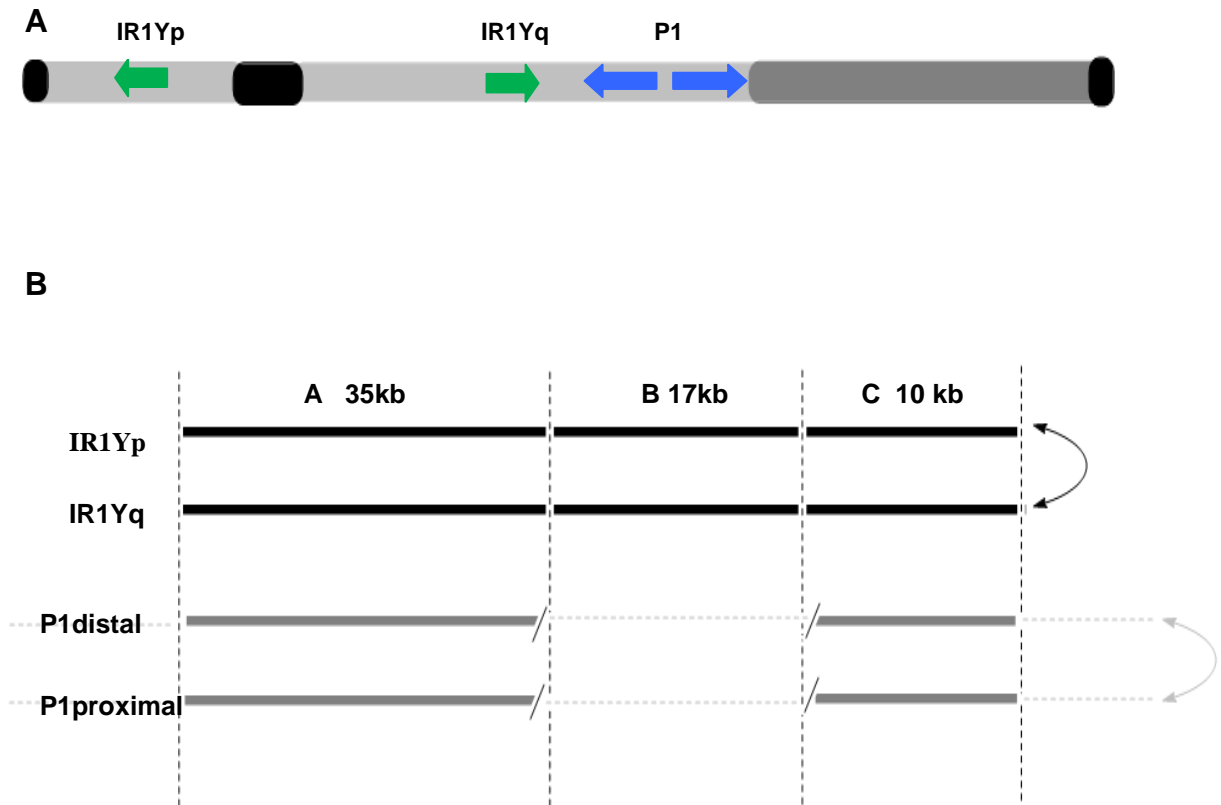 A
IR1Yp IR1Yq P1
B
A 35kb B 17kb C 10 kb
IR1Yp
IR1Yq
P1distal
P1proximal